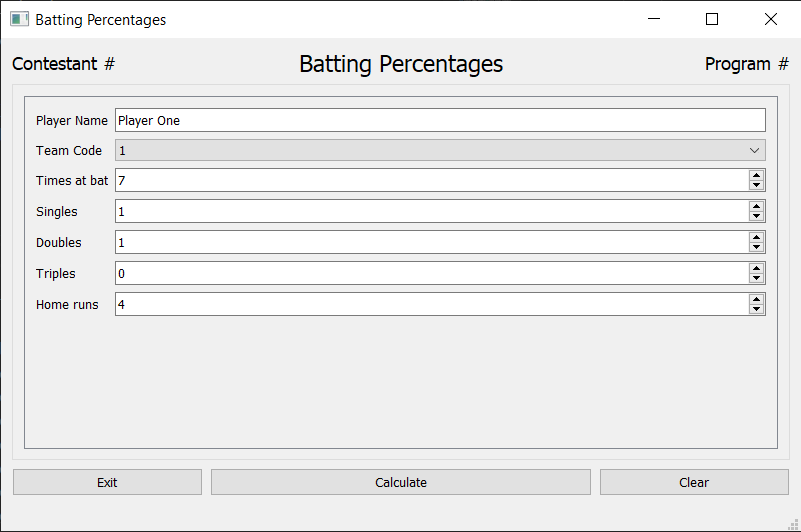 Batting Percentages
Contestant # Batting Percentages Program #
Player Name Player One
Team Code 1
Times at bat 7
Singles 1
Doubles 1
Triples 0
Home runs 4
Exit Calculate Clear